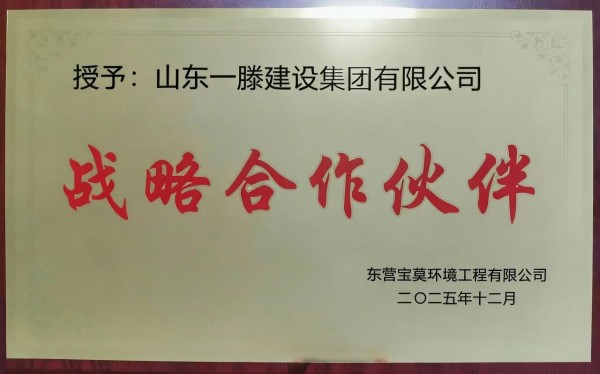 授予：山东一滕建设集团有限公司
战略合作伙伴
东营宝莫环境工程有限公司
二〇二五年十二月